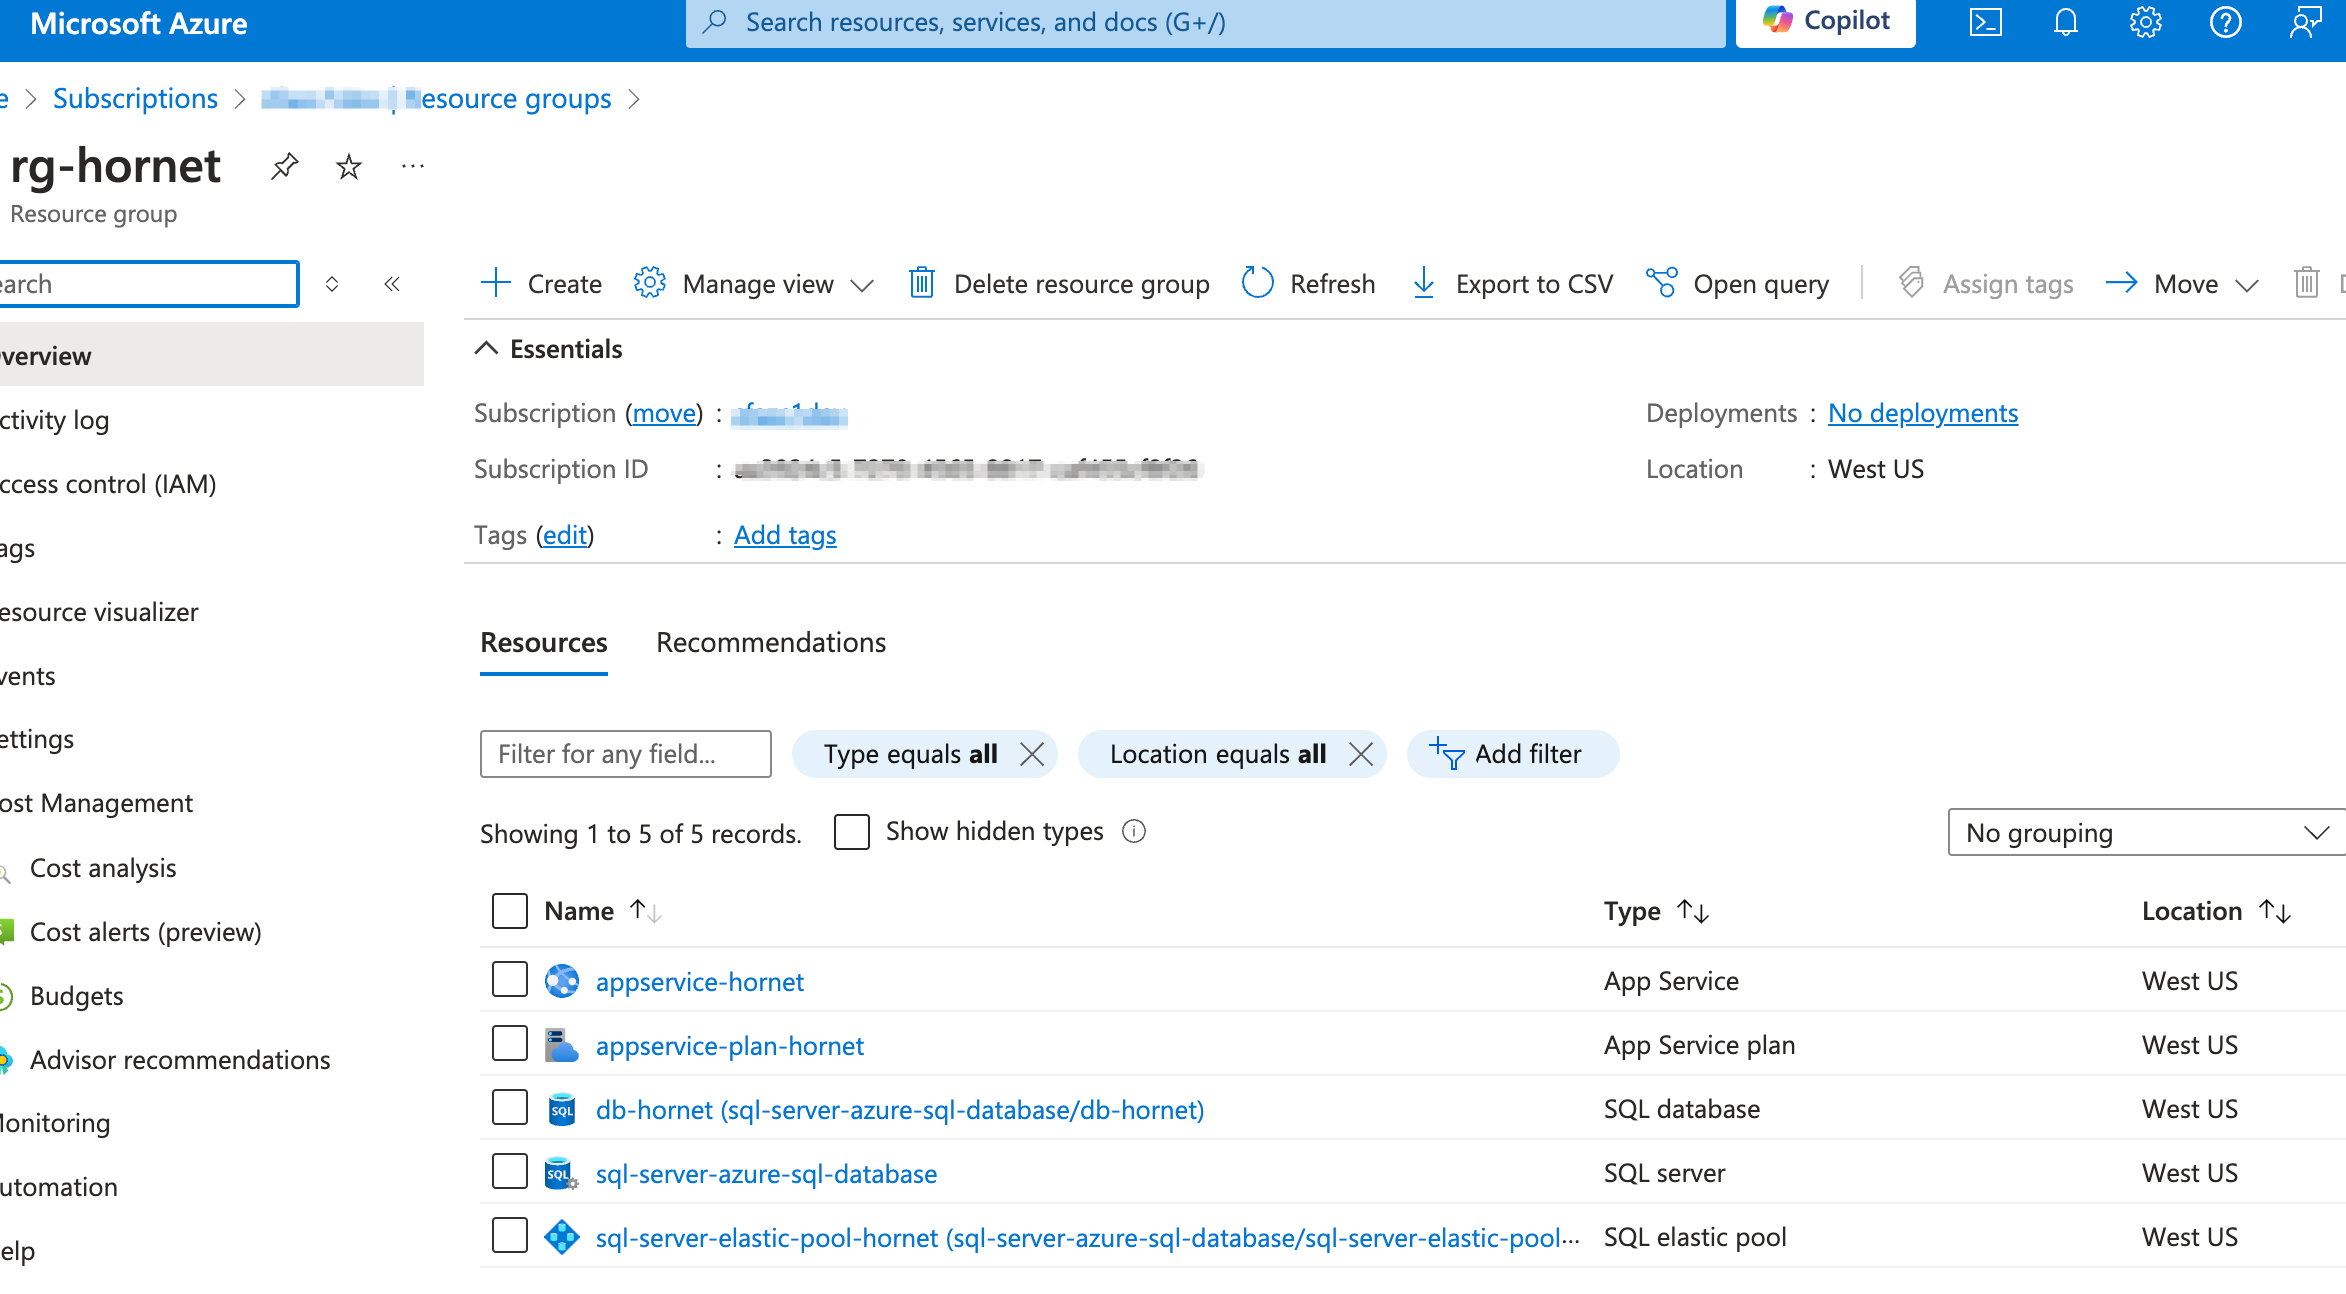 Microsoft Azure
Search resources, services, and docs (G+/)
Copilot
e > Subscriptions > | Resource groups >
rg-hornet
Resource group
earch
Create Manage view Delete resource group Refresh Export to CSV Open query Assign tags Move D
verview
Essentials
ctivity log
Subscription (move) :
Deployments : No deployments
ccess control (IAM)
Subscription ID :
Location : West US
ags
Tags (edit) : Add tags
esource visualizer
Resources Recommendations
vents
ettings
Filter for any field... Type equals all Location equals all Add filter
ost Management
Showing 1 to 5 of 5 records. Show hidden types No grouping
Cost analysis
Name Type Location
Cost alerts (preview)
appservice-hornet App Service West US
Budgets
appservice-plan-hornet App Service plan West US
Advisor recommendations
db-hornet (sql-server-azure-sql-database/db-hornet) SQL database West US
Monitoring
sql-server-azure-sql-database SQL server West US
utomation
sql-server-elastic-pool-hornet (sql-server-azure-sql-database/sql-server-elastic-pool... SQL elastic pool West US
elp